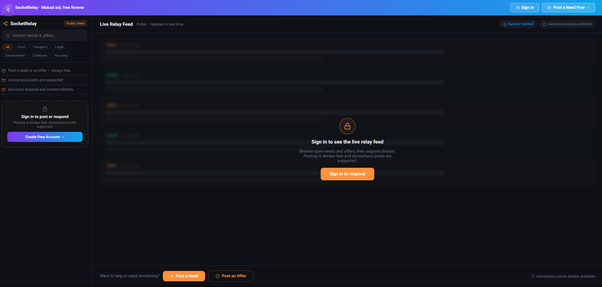 SocketRelay · Mutual aid, free forever
Sign In
Post a Need Free →
SocketRelay
Public Feed
Search needs & offers...
All
Food
Transport
Legal
Employment
Childcare
Housing
Post a need or an offer — always free
Anonymous posts are supported
Survivors respond and connect directly
Sign in to post or respond
Posting is always free. Anonymous posts
supported.
Create Free Account →
Live Relay Feed
Public · Updates in real time
Anonymous posts protected
Sign in to see the live relay feed
Browse open needs and offers, then respond directly.
Posting is always free and anonymous posts are
supported.
Sign in to respond
Want to help or need something?
Post a Need
Post an Offer
Anonymous posts always available